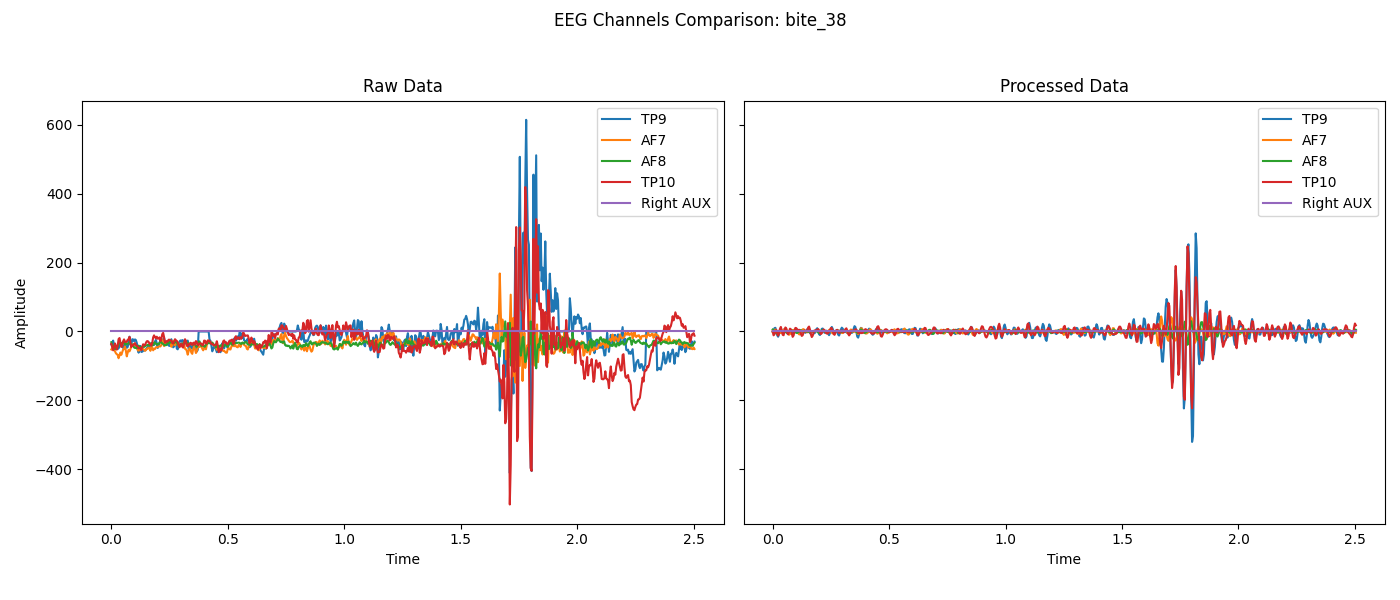 EEG Channels Comparison: bite_38
Raw Data
Amplitude
600
400
200
0
−200
−400
0.0 0.5 1.0 1.5 2.0 2.5
Time
TP9
AF7
AF8
TP10
Right AUX
Processed Data
0.0 0.5 1.0 1.5 2.0 2.5
Time
TP9
AF7
AF8
TP10
Right AUX